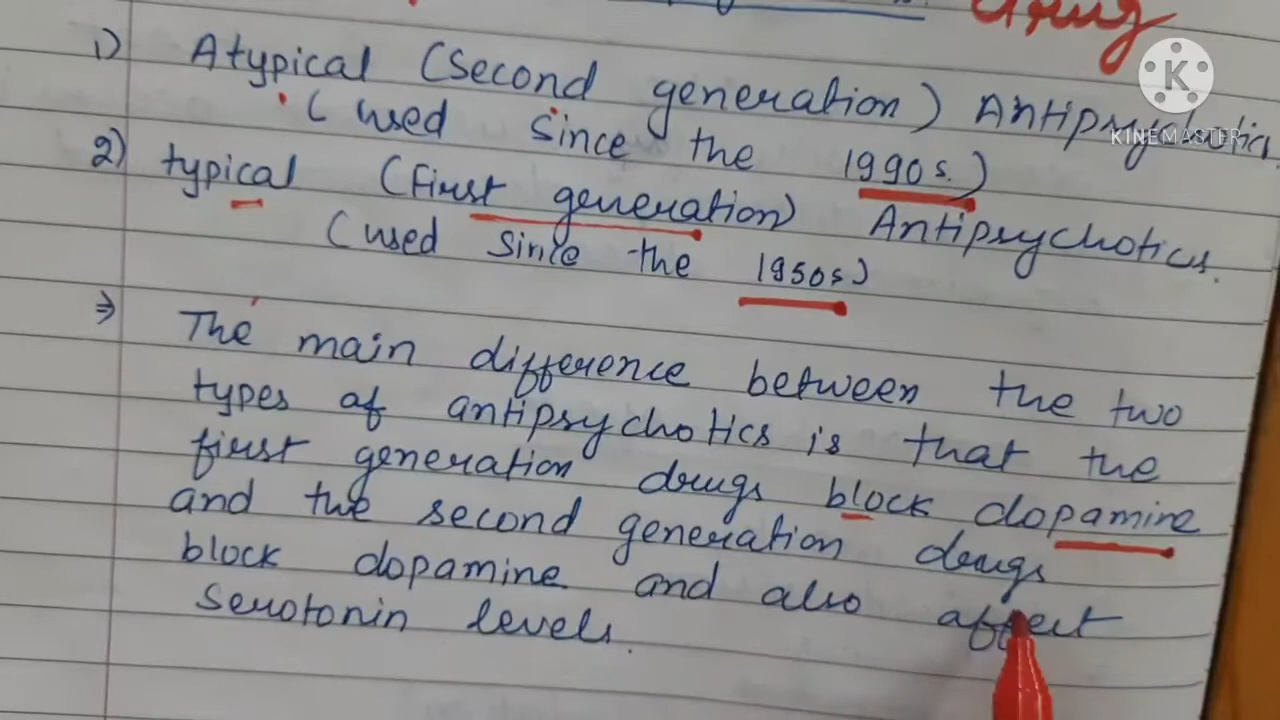 Drug
1) Atypical (Second generation) Antipsychotics
(used since the 1990s.)
2) typical (first generation) Antipsychotics.
(used since the 1950s)
⇒ The main difference between the two
types of antipsychotics is that the
first generation drugs block dopamine
and the second generation drugs
block dopamine and also affect
serotonin levels.
K
KINEMASTER